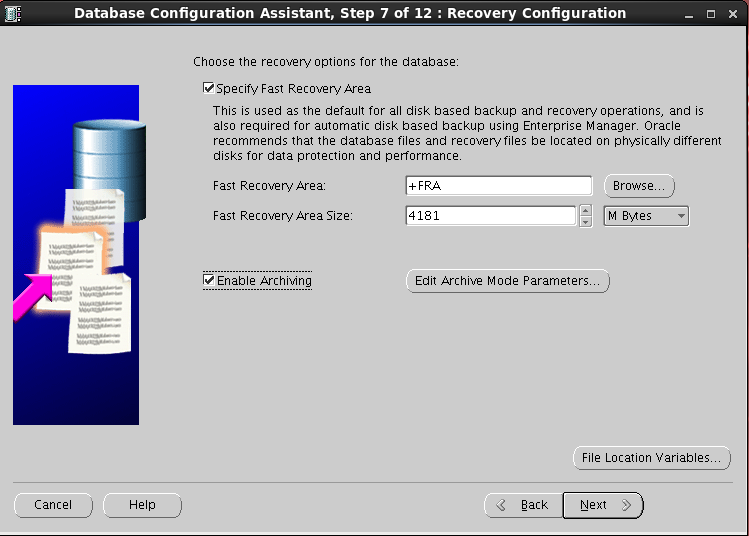 Database Configuration Assistant, Step 7 of 12 : Recovery Configuration
Choose the recovery options for the database:
Specify Fast Recovery Area
This is used as the default for all disk based backup and recovery operations, and is
also required for automatic disk based backup using Enterprise Manager. Oracle
recommends that the database files and recovery files be located on physically different
disks for data protection and performance.
Fast Recovery Area: +FRA Browse...
Fast Recovery Area Size: 4181 M Bytes
Enable Archiving Edit Archive Mode Parameters...
File Location Variables...
Cancel Help Back Next